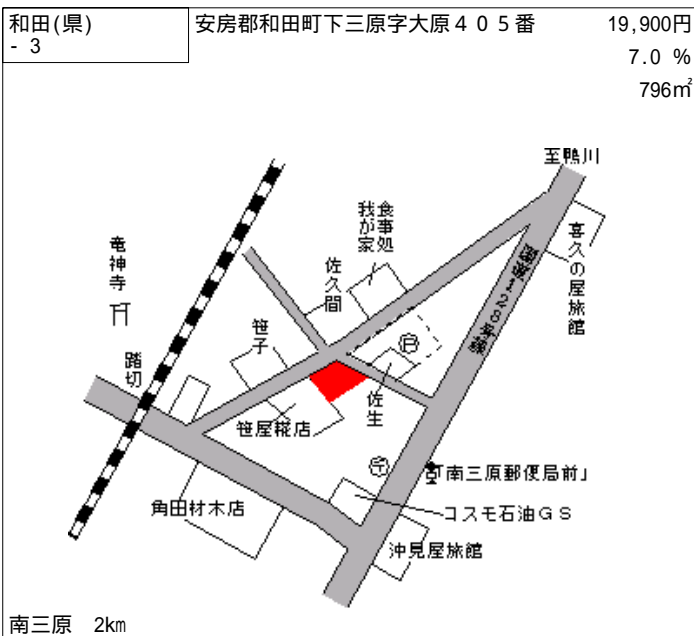 和田(県)
- 3
安房郡和田町下三原字大原４０５番
19,900円
7.0 %
796㎡
至鴨川
喜久の屋旅館
国道128号線
食事処
我が家
佐久間
竜神寺
笹子
踏切
佐生
笹屋糀店
「南三原郵便局前」
角田材木店
コスモ石油ＧＳ
沖見屋旅館
南三原 2km